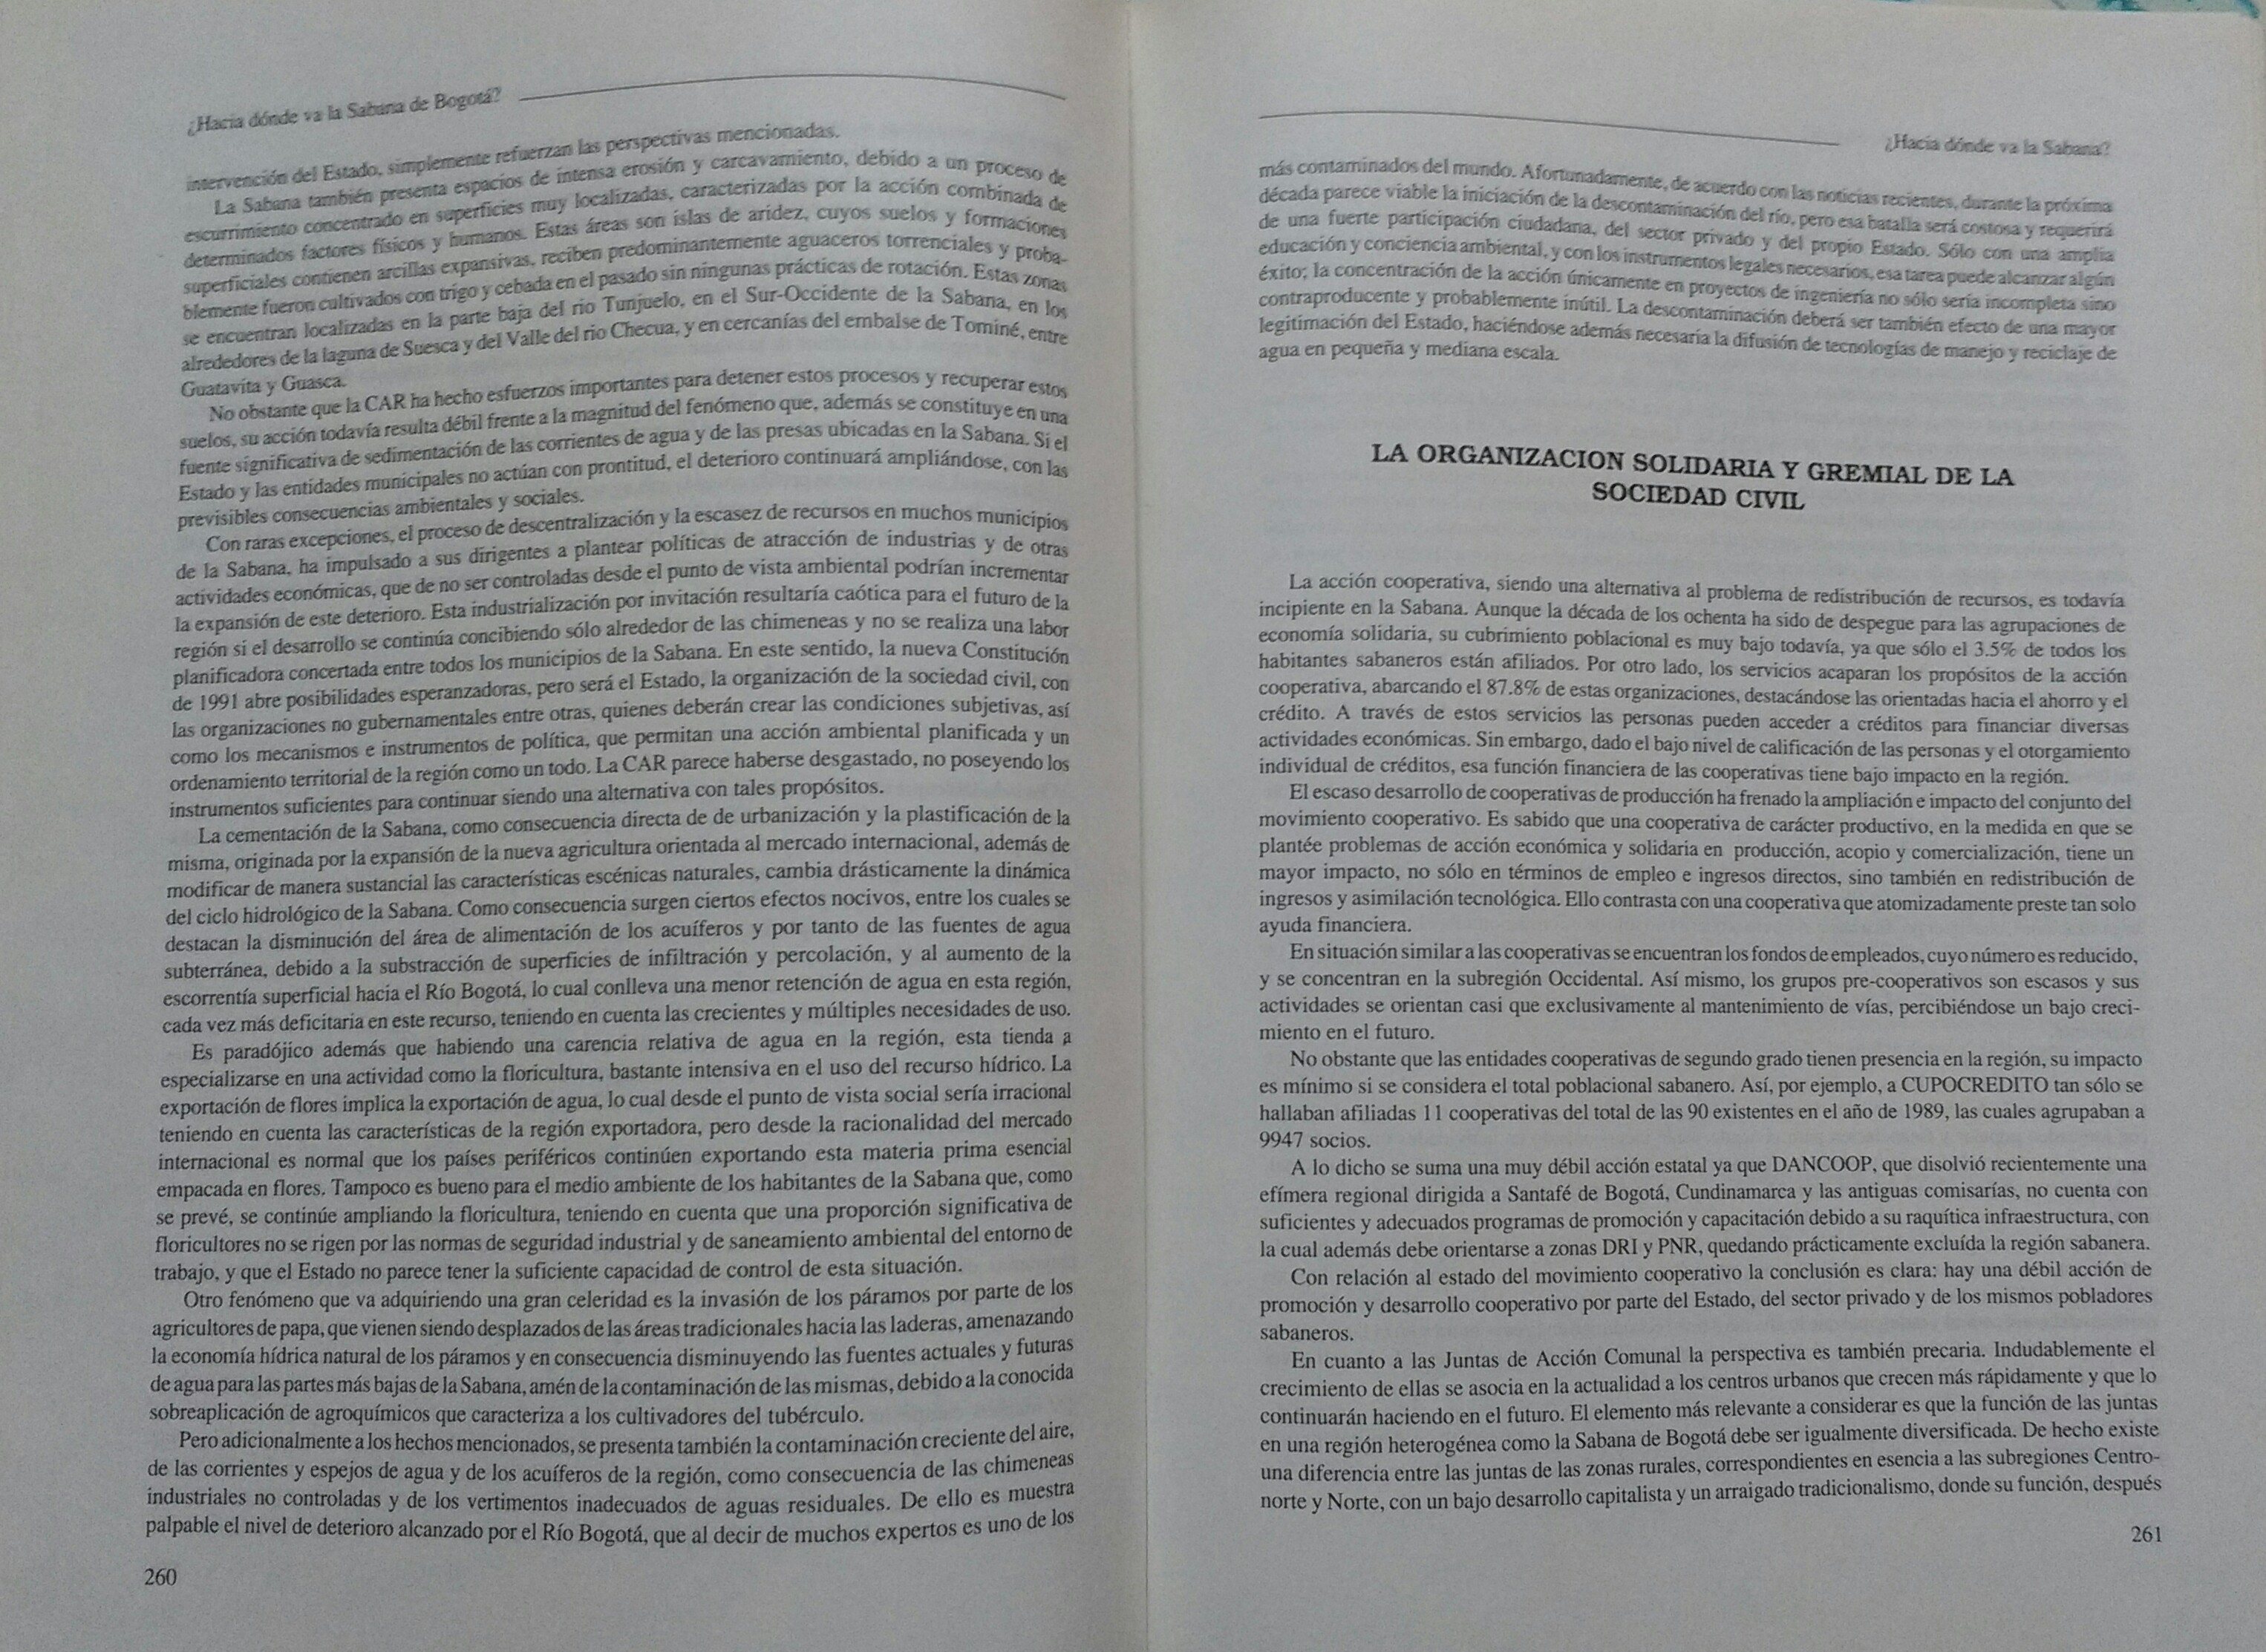 ¿Hacia dónde va la Sabana de Bogotá?
intervención del Estado, simplemente refuerzan las perspectivas mencionadas.
La Sabana también presenta espacios de intensa erosión y carcavamiento, debido a un proceso de
escurrimiento concentrado en superficies muy localizadas, caracterizadas por la acción combinada de
determinados factores físicos y humanos. Estas áreas son islas de aridez, cuyos suelos y formaciones
superficiales contienen arcillas expansivas, reciben predominantemente aguaceros torrenciales y proba-
blemente fueron cultivados con trigo y cebada en el pasado sin ningunas prácticas de rotación. Estas zonas
se encuentran localizadas en la parte baja del río Tunjuelo, en el Sur-Occidente de la Sabana, en los
alrededores de la laguna de Suesca y del Valle del río Checua, y en cercanías del embalse de Tominé, entre
Guatavita y Guasca.
No obstante que la CAR ha hecho esfuerzos importantes para detener estos procesos y recuperar estos
suelos, su acción todavía resulta débil frente a la magnitud del fenómeno que, además se constituye en una
fuente significativa de sedimentación de las corrientes de agua y de las presas ubicadas en la Sabana. Si el
Estado y las entidades municipales no actúan con prontitud, el deterioro continuará ampliándose, con las
previsibles consecuencias ambientales y sociales.
Con raras excepciones, el proceso de descentralización y la escasez de recursos en muchos municipios
de la Sabana, ha impulsado a sus dirigentes a plantear políticas de atracción de industrias y de otras
actividades económicas, que de no ser controladas desde el punto de vista ambiental podrían incrementar
la expansión de este deterioro. Esta industrialización por invitación resultaría caótica para el futuro de la
región si el desarrollo se continúa concibiendo sólo alrededor de las chimeneas y no se realiza una labor
planificadora concertada entre todos los municipios de la Sabana. En este sentido, la nueva Constitución
de 1991 abre posibilidades esperanzadoras, pero será el Estado, la organización de la sociedad civil, con
las organizaciones no gubernamentales entre otras, quienes deberán crear las condiciones subjetivas, así
como los mecanismos e instrumentos de política, que permitan una acción ambiental planificada y un
ordenamiento territorial de la región como un todo. La CAR parece haberse desgastado, no poseyendo los
instrumentos suficientes para continuar siendo una alternativa con tales propósitos.
La cementación de la Sabana, como consecuencia directa de de urbanización y la plastificación de la
misma, originada por la expansión de la nueva agricultura orientada al mercado internacional, además de
modificar de manera sustancial las características escénicas naturales, cambia drásticamente la dinámica
del ciclo hidrológico de la Sabana. Como consecuencia surgen ciertos efectos nocivos, entre los cuales se
destacan la disminución del área de alimentación de los acuíferos y por tanto de las fuentes de agua
subterránea, debido a la substracción de superficies de infiltración y percolación, y al aumento de la
escorrentía superficial hacia el Río Bogotá, lo cual conlleva una menor retención de agua en esta región,
cada vez más deficitaria en este recurso, teniendo en cuenta las crecientes y múltiples necesidades de uso.
Es paradójico además que habiendo una carencia relativa de agua en la región, esta tienda a
especializarse en una actividad como la floricultura, bastante intensiva en el uso del recurso hídrico. La
exportación de flores implica la exportación de agua, lo cual desde el punto de vista social sería irracional
teniendo en cuenta las características de la región exportadora, pero desde la racionalidad del mercado
internacional es normal que los países periféricos continúen exportando esta materia prima esencial
empacada en flores. Tampoco es bueno para el medio ambiente de los habitantes de la Sabana que, como
se prevé, se continúe ampliando la floricultura, teniendo en cuenta que una proporción significativa de
floricultores no se rigen por las normas de seguridad industrial y de saneamiento ambiental del entorno de
trabajo, y que el Estado no parece tener la suficiente capacidad de control de esta situación.
Otro fenómeno que va adquiriendo una gran celeridad es la invasión de los páramos por parte de los
agricultores de papa, que vienen siendo desplazados de las áreas tradicionales hacia las laderas, amenazando
la economía hídrica natural de los páramos y en consecuencia disminuyendo las fuentes actuales y futuras
de agua para las partes más bajas de la Sabana, amén de la contaminación de las mismas, debido a la conocida
sobreaplicación de agroquímicos que caracteriza a los cultivadores del tubérculo.
Pero adicionalmente a los hechos mencionados, se presenta también la contaminación creciente del aire,
de las corrientes y espejos de agua y de los acuíferos de la región, como consecuencia de las chimeneas
industriales no controladas y de los vertimentos inadecuados de aguas residuales. De ello es muestra
palpable el nivel de deterioro alcanzado por el Río Bogotá, que al decir de muchos expertos es uno de los
260
¿Hacia dónde va la Sabana?
más contaminados del mundo. Afortunadamente, de acuerdo con las noticias recientes, durante la próxima
década parece viable la iniciación de la descontaminación del río, pero esa batalla será costosa y requerirá
de una fuerte participación ciudadana, del sector privado y del propio Estado. Sólo con una amplia
educación y conciencia ambiental, y con los instrumentos legales necesarios, esa tarea puede alcanzar algún
éxito; la concentración de la acción únicamente en proyectos de ingeniería no sólo sería incompleta sino
contraproducente y probablemente inútil. La descontaminación deberá ser también efecto de una mayor
legitimación del Estado, haciéndose además necesaria la difusión de tecnologías de manejo y reciclaje de
agua en pequeña y mediana escala.
LA ORGANIZACION SOLIDARIA Y GREMIAL DE LA
SOCIEDAD CIVIL
La acción cooperativa, siendo una alternativa al problema de redistribución de recursos, es todavía
incipiente en la Sabana. Aunque la década de los ochenta ha sido de despegue para las agrupaciones de
economía solidaria, su cubrimiento poblacional es muy bajo todavía, ya que sólo el 3.5% de todos los
habitantes sabaneros están afiliados. Por otro lado, los servicios acaparan los propósitos de la acción
cooperativa, abarcando el 87.8% de estas organizaciones, destacándose las orientadas hacia el ahorro y el
crédito. A través de estos servicios las personas pueden acceder a créditos para financiar diversas
actividades económicas. Sin embargo, dado el bajo nivel de calificación de las personas y el otorgamiento
individual de créditos, esa función financiera de las cooperativas tiene bajo impacto en la región.
El escaso desarrollo de cooperativas de producción ha frenado la ampliación e impacto del conjunto del
movimiento cooperativo. Es sabido que una cooperativa de carácter productivo, en la medida en que se
plantée problemas de acción económica y solidaria en producción, acopio y comercialización, tiene un
mayor impacto, no sólo en términos de empleo e ingresos directos, sino también en redistribución de
ingresos y asimilación tecnológica. Ello contrasta con una cooperativa que atomizadamente preste tan solo
ayuda financiera.
En situación similar a las cooperativas se encuentran los fondos de empleados, cuyo número es reducido,
y se concentran en la subregión Occidental. Así mismo, los grupos pre-cooperativos son escasos y sus
actividades se orientan casi que exclusivamente al mantenimiento de vías, percibiéndose un bajo creci-
miento en el futuro.
No obstante que las entidades cooperativas de segundo grado tienen presencia en la región, su impacto
es mínimo si se considera el total poblacional sabanero. Así, por ejemplo, a CUPOCREDITO tan sólo se
hallaban afiliadas 11 cooperativas del total de las 90 existentes en el año de 1989, las cuales agrupaban a
9947 socios.
A lo dicho se suma una muy débil acción estatal ya que DANCOOP, que disolvió recientemente una
efímera regional dirigida a Santafé de Bogotá, Cundinamarca y las antiguas comisarías, no cuenta con
suficientes y adecuados programas de promoción y capacitación debido a su raquítica infraestructura, con
la cual además debe orientarse a zonas DRI y PNR, quedando prácticamente excluída la región sabanera.
Con relación al estado del movimiento cooperativo la conclusión es clara: hay una débil acción de
promoción y desarrollo cooperativo por parte del Estado, del sector privado y de los mismos pobladores
sabaneros.
En cuanto a las Juntas de Acción Comunal la perspectiva es también precaria. Indudablemente el
crecimiento de ellas se asocia en la actualidad a los centros urbanos que crecen más rápidamente y que lo
continuarán haciendo en el futuro. El elemento más relevante a considerar es que la función de las juntas
en una región heterogénea como la Sabana de Bogotá debe ser igualmente diversificada. De hecho existe
una diferencia entre las juntas de las zonas rurales, correspondientes en esencia a las subregiones Centro-
norte y Norte, con un bajo desarrollo capitalista y un arraigado tradicionalismo, donde su función, después
261